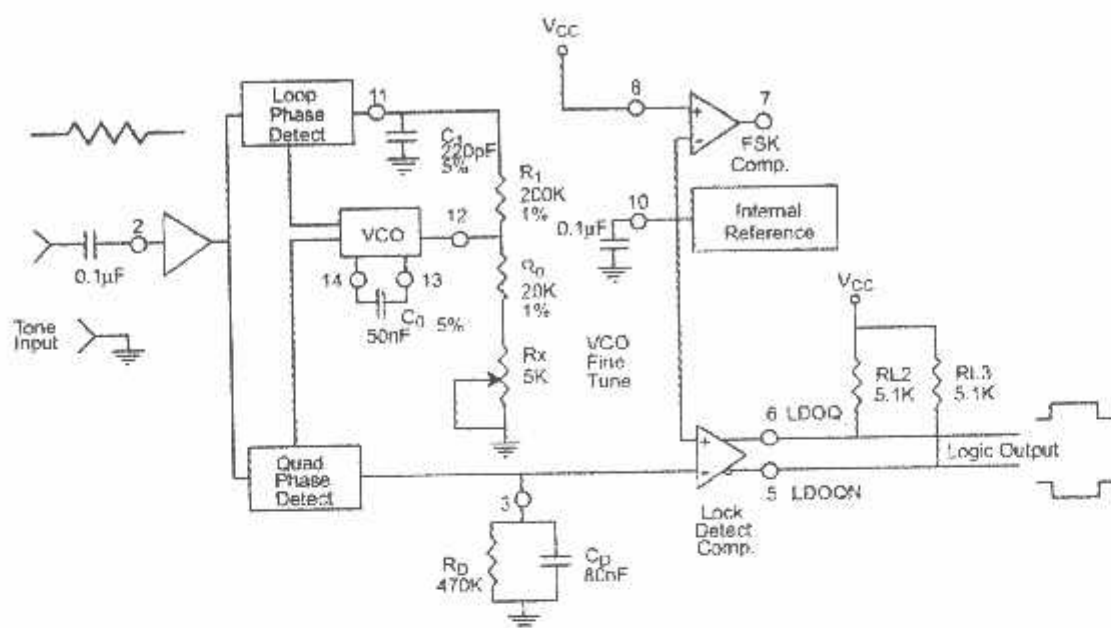 VCC
Loop
Phase
Detect
11
C1
220pF
5%
8
7
FSK
Comp.
R1
200K
1%
10
0.1µF
Internal
Reference
2
0.1µF
VCO
12
14
13
C0 5%
50nF
R0
20K
1%
Tone
Input
Rx
5K
VCO
Fine
Tune
VCC
RL2
5.1K
RL3
5.1K
6 LDOQ
Logic Output
5 LDOQN
Quad
Phase
Detect
Lock
Detect
Comp.
3
RD
470K
CD
80nF